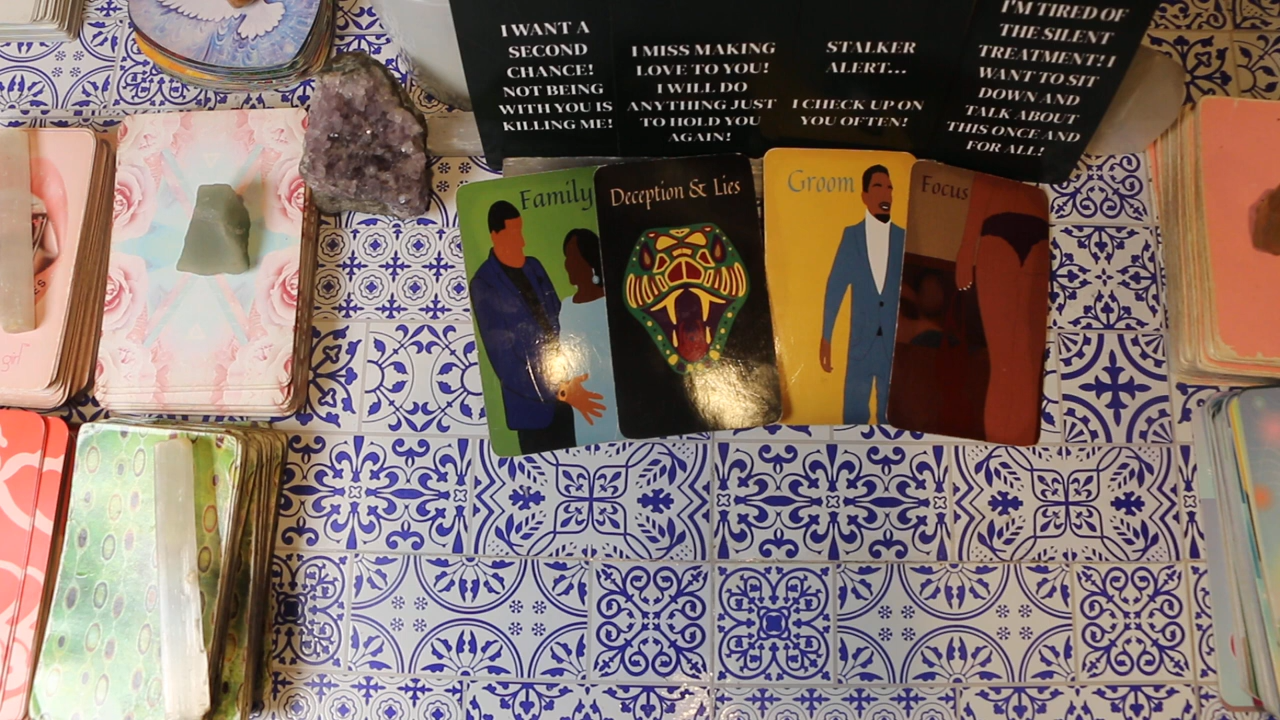 I WANT A
SECOND
CHANCE!
NOT BEING
WITH YOU IS
KILLING ME!
I MISS MAKING
LOVE TO YOU!
I WILL DO
ANYTHING JUST
TO HOLD YOU
AGAIN!
STALKER
ALERT...
I CHECK UP ON
YOU OFTEN!
I'M TIRED OF
THE SILENT
TREATMENT! I
WANT TO SIT
DOWN AND
TALK ABOUT
THIS ONCE AND
FOR ALL!
Family
Deception & Lies
Groom
Focus
girl